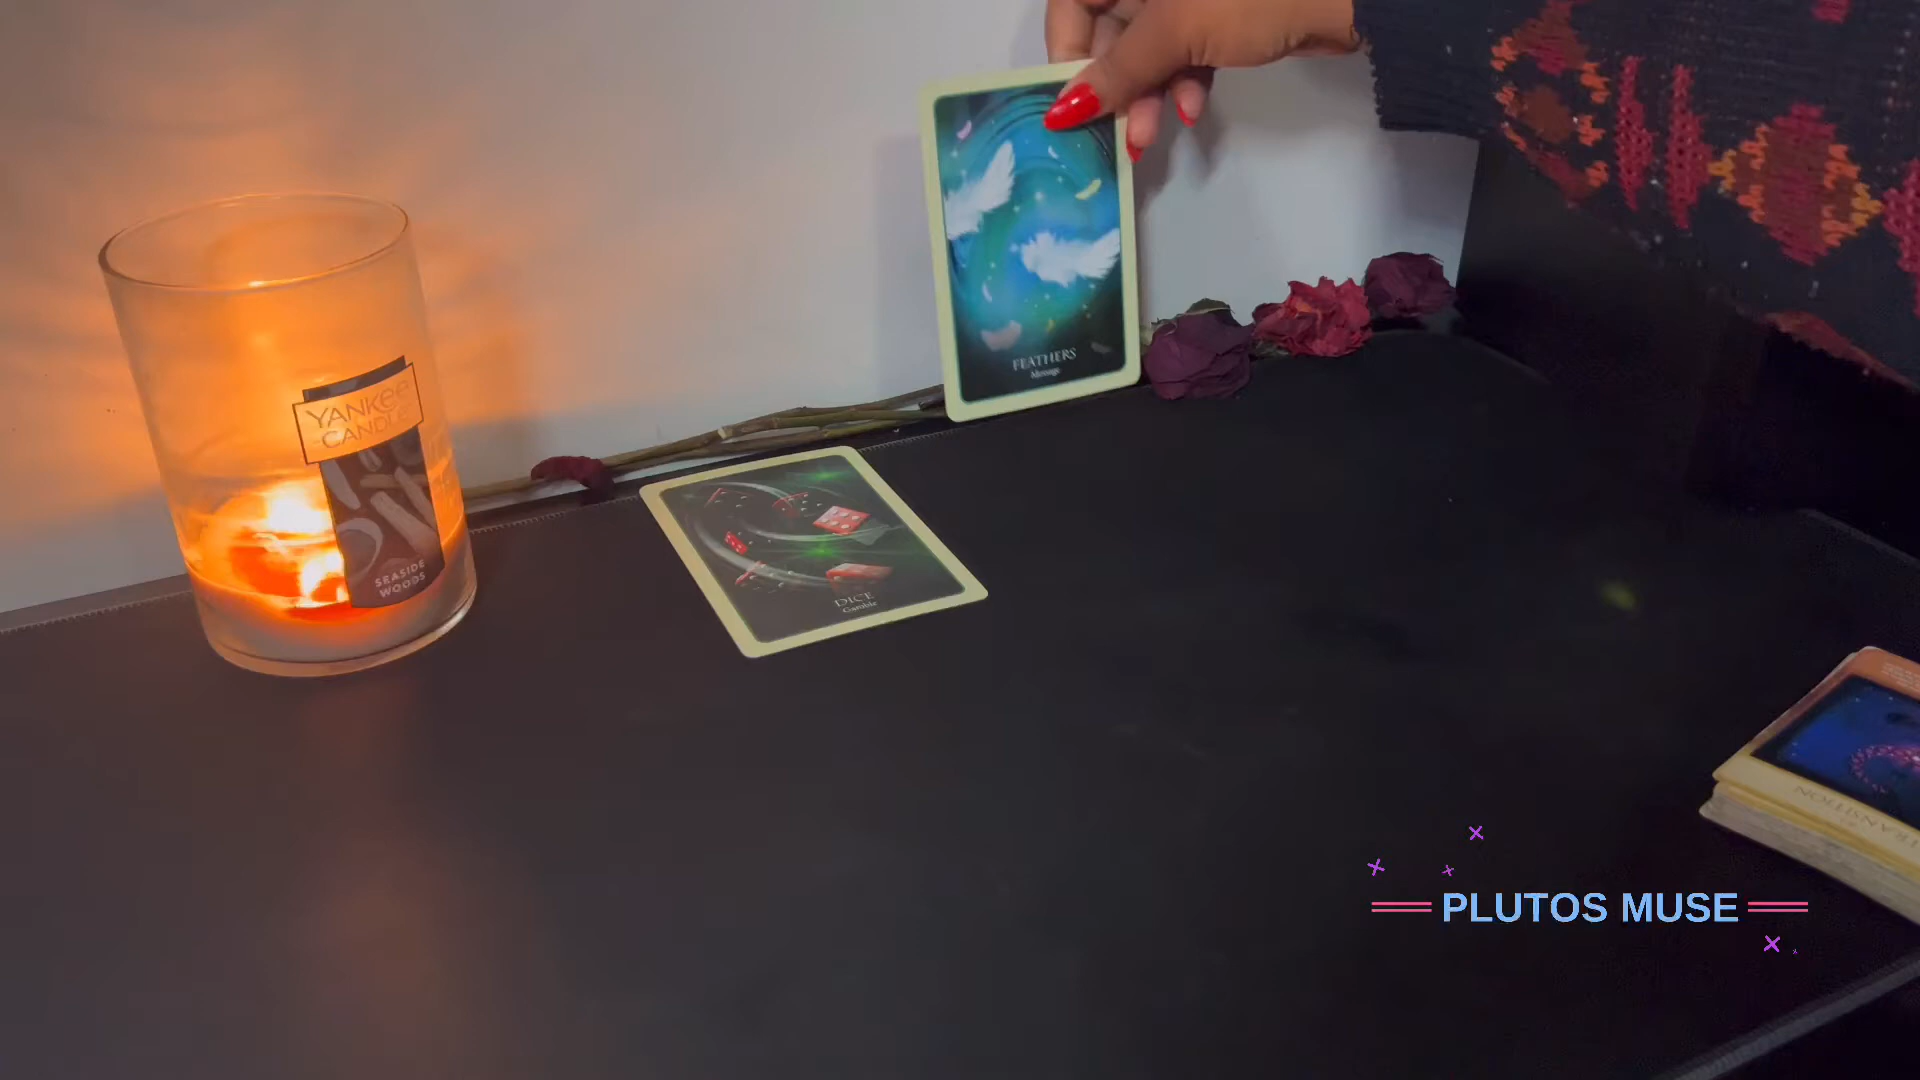 YANKEE
CANDLE
SEASIDE
WOODS
FEATHERS
Message
DICE
Gamble
TRANSITION
PLUTOS MUSE